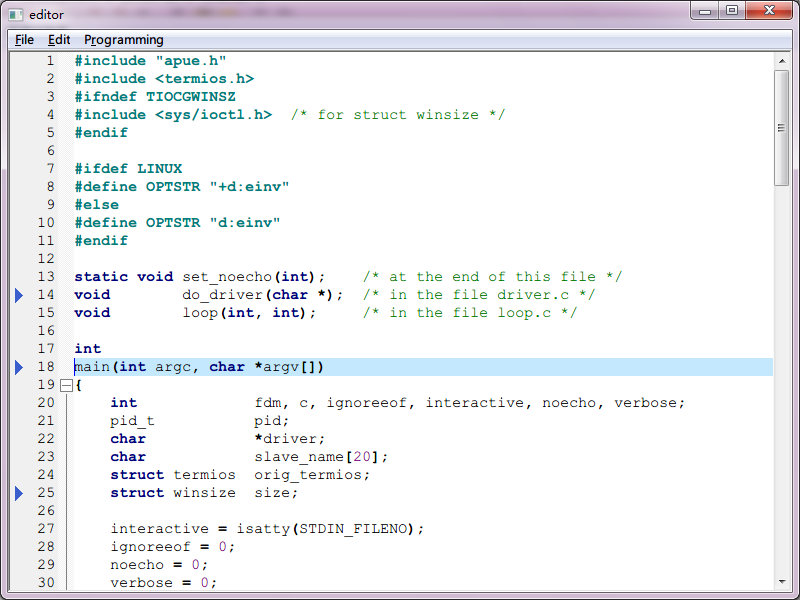 editor
File Edit Programming
1 #include "apue.h"
2 #include <termios.h>
3 #ifndef TIOCGWINSZ
4 #include <sys/ioctl.h>  /* for struct winsize */
5 #endif
6
7 #ifdef LINUX
8 #define OPTSTR "+d:einv"
9 #else
10 #define OPTSTR "d:einv"
11 #endif
12
13 static void set_noecho(int);    /* at the end of this file */
14 void        do_driver(char *);  /* in the file driver.c */
15 void        loop(int, int);     /* in the file loop.c */
16
17 int
18 main(int argc, char *argv[])
19 {
20     int             fdm, c, ignoreeof, interactive, noecho, verbose;
21     pid_t           pid;
22     char            *driver;
23     char            slave_name[20];
24     struct termios  orig_termios;
25     struct winsize  size;
26
27     interactive = isatty(STDIN_FILENO);
28     ignoreeof = 0;
29     noecho = 0;
30     verbose = 0;